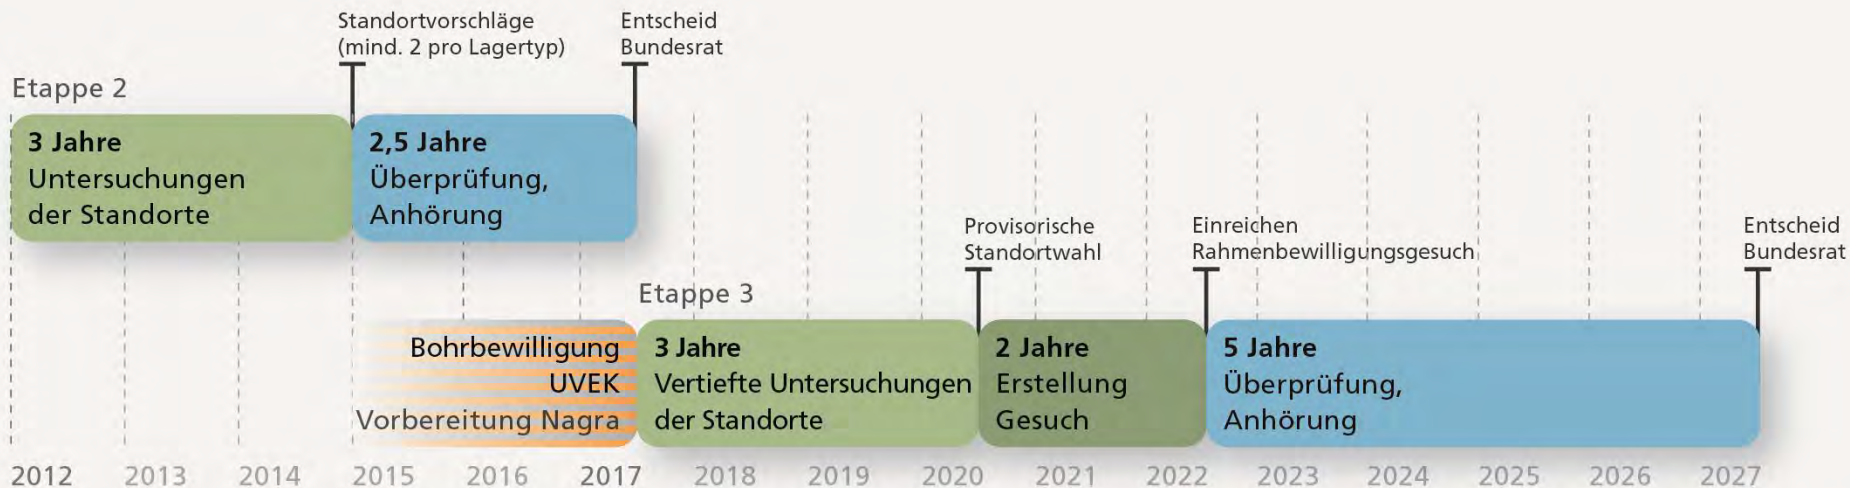 Standortvorschläge
(mind. 2 pro Lagertyp)
Entscheid
Bundesrat
Etappe 2
3 Jahre
Untersuchungen
der Standorte
2,5 Jahre
Überprüfung,
Anhörung
Provisorische
Standortwahl
Einreichen
Rahmenbewilligungsgesuch
Entscheid
Bundesrat
Etappe 3
Bohrbewilligung
UVEK
Vorbereitung Nagra
3 Jahre
Vertiefte Untersuchungen
der Standorte
2 Jahre
Erstellung
Gesuch
5 Jahre
Überprüfung,
Anhörung
2012 2013 2014 2015 2016 2017 2018 2019 2020 2021 2022 2023 2024 2025 2026 2027